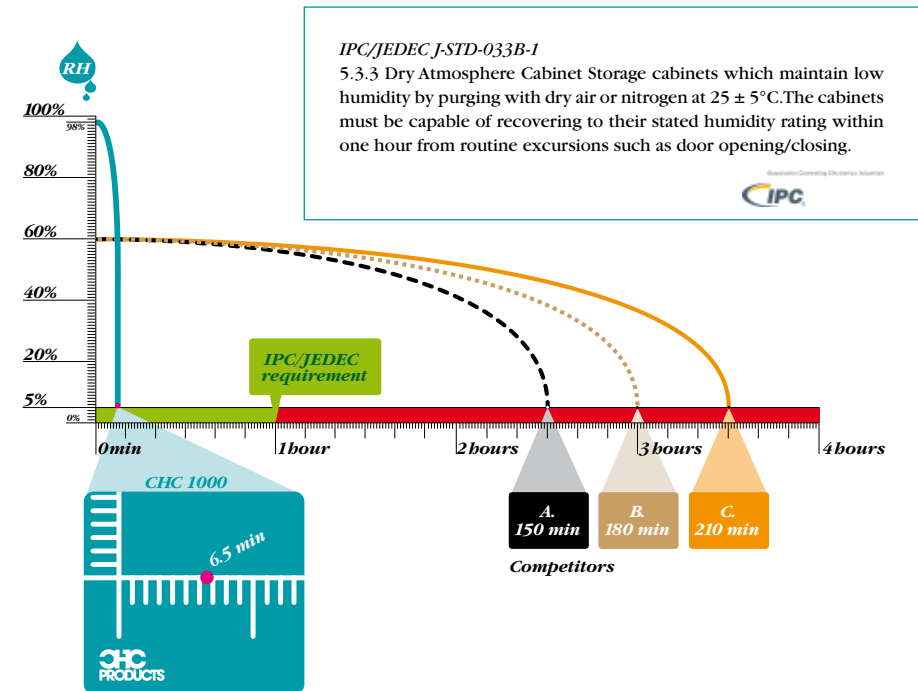 IPC/JEDEC J-STD-033B-1
5.3.3 Dry Atmosphere Cabinet Storage cabinets which maintain low
humidity by purging with dry air or nitrogen at 25 ± 5°C.The cabinets
must be capable of recovering to their stated humidity rating within
one hour from routine excursions such as door opening/closing.
Association Connecting Electronics Industries
IPC
RH
100%
98%
80%
60%
40%
20%
5%
0%
IPC/JEDEC
requirement
0min
1hour
2hours
3hours
4hours
CHC 1000
6.5 min
CHC
PRODUCTS
A.
150 min
B.
180 min
C.
210 min
Competitors